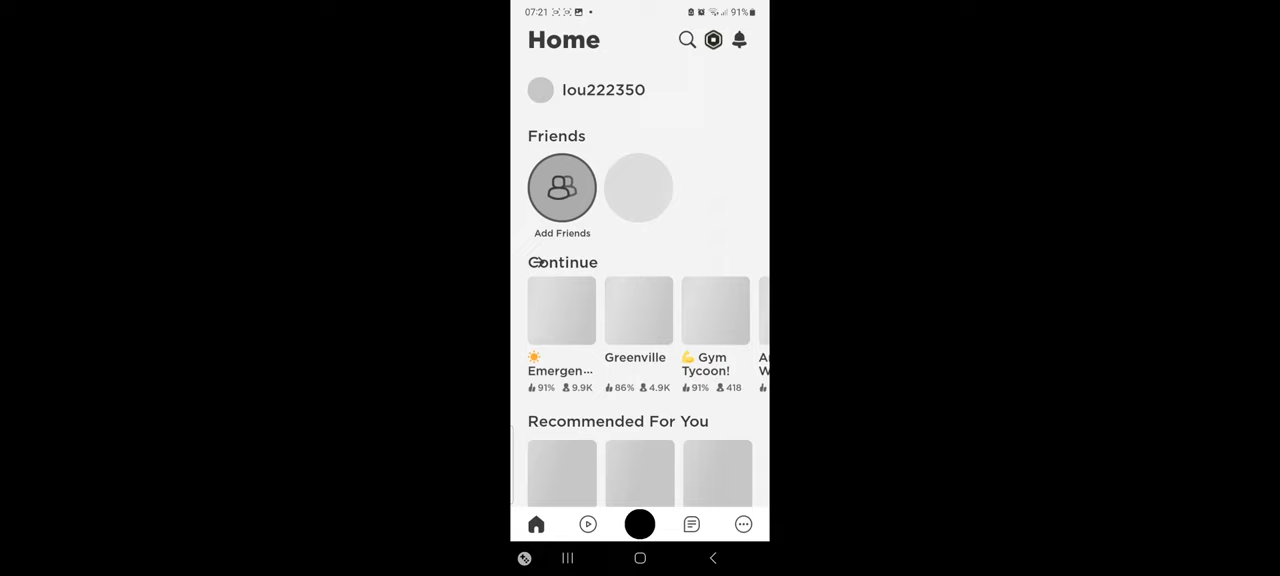 07:21 91%
Home
lou222350
Friends
Add Friends
Continue
☀️ Emergen...
91% 9.9K
Greenville
86% 4.9K
💪 Gym
Tycoon!
91% 418
Recommended For You